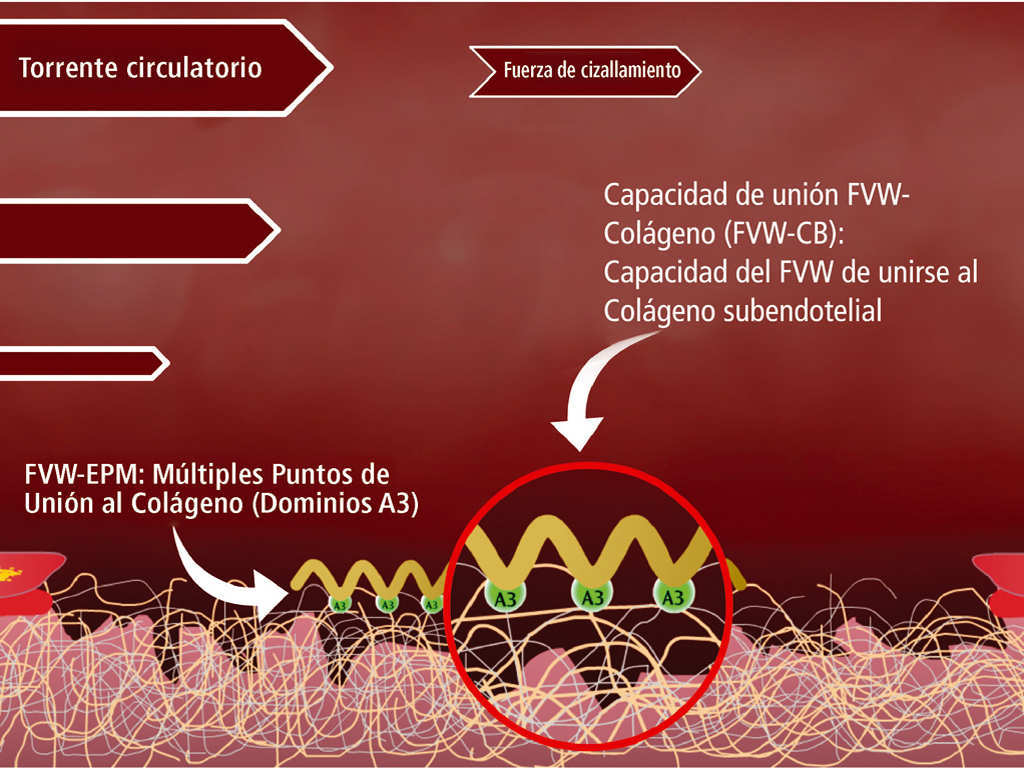 Torrente circulatorio
Fuerza de cizallamiento
Capacidad de unión FVW-
Colágeno (FVW-CB):
Capacidad del FVW de unirse al
Colágeno subendotelial
FVW-EPM: Múltiples Puntos de
Unión al Colágeno (Dominios A3)
A3
A3
A3
A3
A3
A3